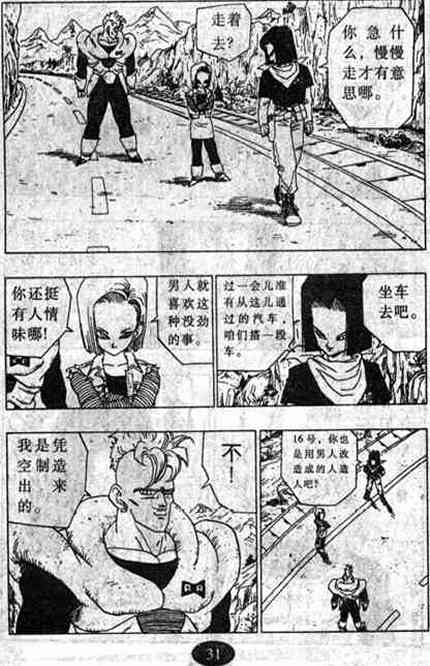 你急什
么，慢慢
走才有意
思哪。
走着
去？
坐车
去吧。
过一会儿准
有从这儿通
过的汽车，
咱们搭一段
车。
男人就
喜欢这
种没劲
的事。
你还挺
有人情
味哪！
16号，你也
是用男人改
造成的人造
人吧？
不！
我是凭
空制造
出来
的。
31